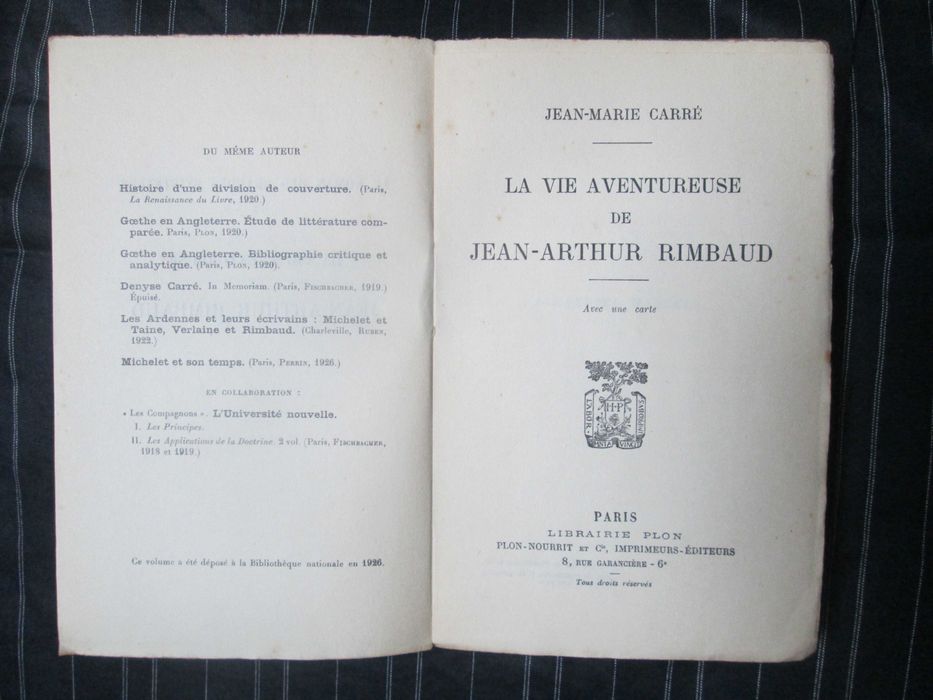 DU MÊME AUTEUR
Histoire d'une division de couverture. (Paris,
La Renaissance du Livre, 1920.)
Gœthe en Angleterre. Étude de littérature com-
parée. Paris, PLON, 1920.)
Gœthe en Angleterre. Bibliographie critique et
analytique. (Paris, PLON, 1920).
Denyse Carré. In Memoriam. (Paris, FISCHBACHER, 1919.)
Épuisé.
Les Ardennes et leurs écrivains : Michelet et
Taine, Verlaine et Rimbaud. (Charleville, RUBEN,
1922.)
Michelet et son temps. (Paris, PERRIN, 1926.)
EN COLLABORATION :
« Les Compagnons ». L'Université nouvelle.
I. Les Principes.
II. Les Applications de la Doctrine. 2 vol. (Paris, FISCHBACHER,
1918 et 1919.)
Ce volume a été déposé à la Bibliothèque nationale en 1926.
JEAN-MARIE CARRÉ
LA VIE AVENTUREUSE
DE
JEAN-ARTHUR RIMBAUD
Avec une carte
LABOR
H·P
IMPROBVS
OMNIA VINCIT
PARIS
LIBRAIRIE PLON
PLON-NOURRIT ET Cie, IMPRIMEURS-ÉDITEURS
8, RUE GARANCIÈRE - 6e
Tous droits réservés